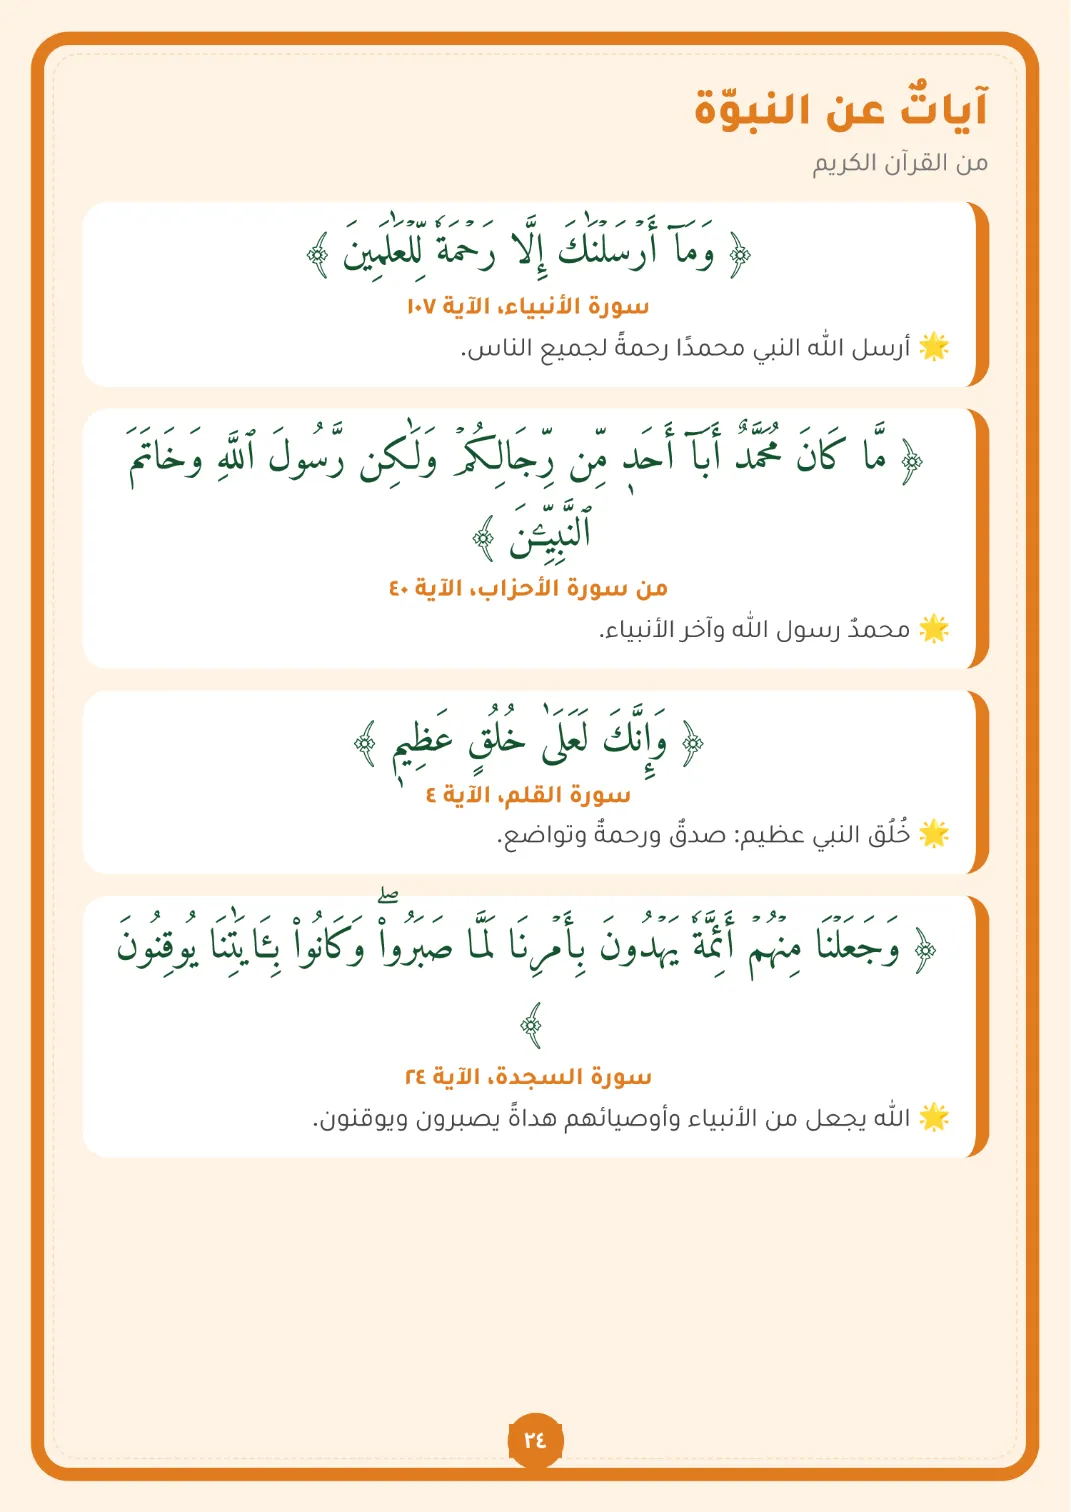 آياتٌ عن النبوّة
من القرآن الكريم
﴿ وَمَآ أَرۡسَلۡنَٰكَ إِلَّا رَحۡمَةٗ لِّلۡعَٰلَمِينَ ﴾
سورة الأنبياء، الآية ١٠٧
🌟 أرسل الله النبي محمدًا رحمةً لجميع الناس.
﴿ مَّا كَانَ مُحَمَّدٌ أَبَآ أَحَدٖ مِّن رِّجَالِكُمۡ وَلَٰكِن رَّسُولَ ٱللَّهِ وَخَاتَمَ
ٱلنَّبِيِّـۧنَ ﴾
من سورة الأحزاب، الآية ٤٠
🌟 محمدٌ رسول الله وآخر الأنبياء.
﴿ وَإِنَّكَ لَعَلَىٰ خُلُقٍ عَظِيمٖ ﴾
سورة القلم، الآية ٤
🌟 خُلُق النبي عظيم: صدقٌ ورحمةٌ وتواضع.
﴿ وَجَعَلۡنَا مِنۡهُمۡ أَئِمَّةٗ يَهۡدُونَ بِأَمۡرِنَا لَمَّا صَبَرُواْۖ وَكَانُواْ بِـَٔايَٰتِنَا يُوقِنُونَ
﴾
سورة السجدة، الآية ٢٤
🌟 الله يجعل من الأنبياء وأوصيائهم هداةً يصبرون ويوقنون.
٢٤